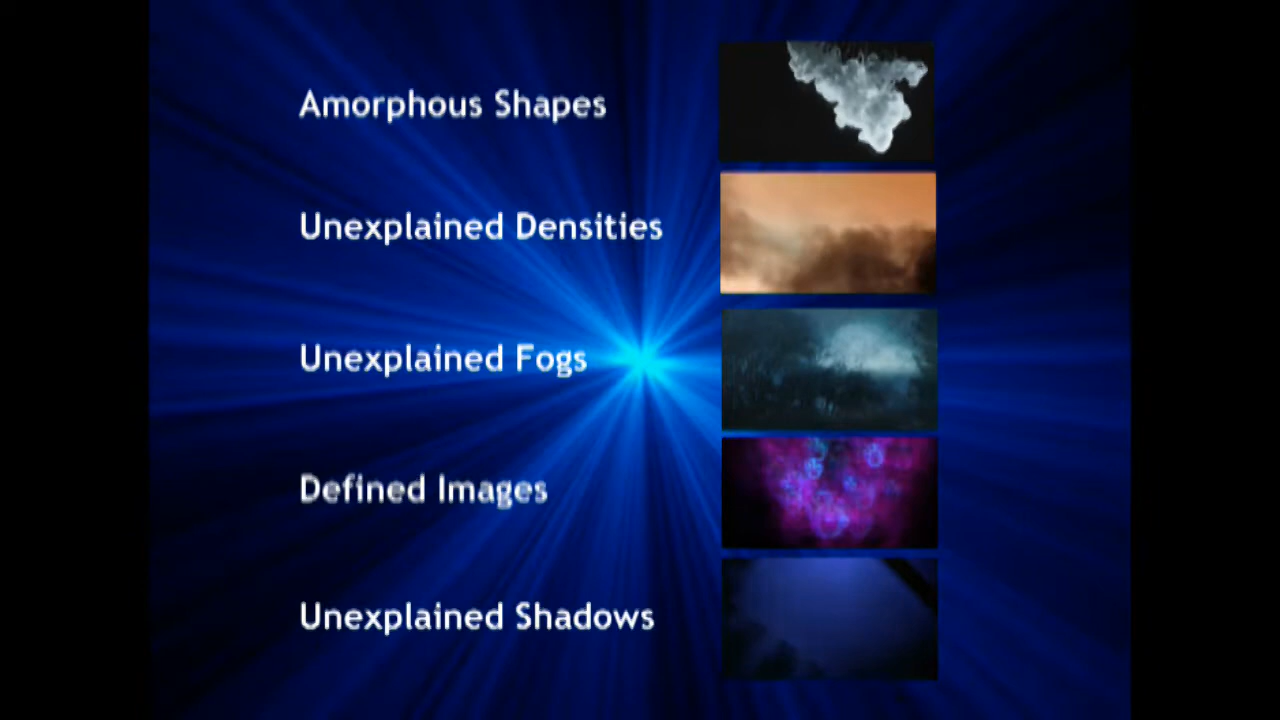 Amorphous Shapes
Unexplained Densities
Unexplained Fogs
Defined Images
Unexplained Shadows